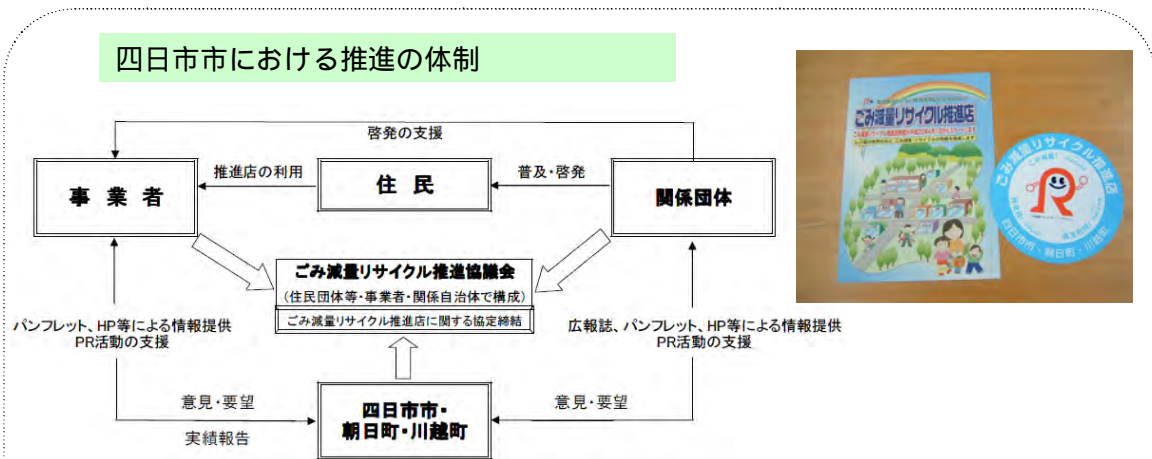 四日市市における推進の体制
啓発の支援
事業者
推進店の利用
住民
普及・啓発
関係団体
ごみ減量リサイクル推進協議会
(住民団体等・事業者・関係自治体で構成)
ごみ減量リサイクル推進店に関する協定締結
パンフレット、HP等による情報提供
PR活動の支援
広報誌、パンフレット、HP等による情報提供
PR活動の支援
意見・要望
実績報告
四日市市・
朝日町・川越町
意見・要望
ごみ減量リサイクル推進店
ごみ減量リサイクル推進店
R
四日市市・朝日町・川越町